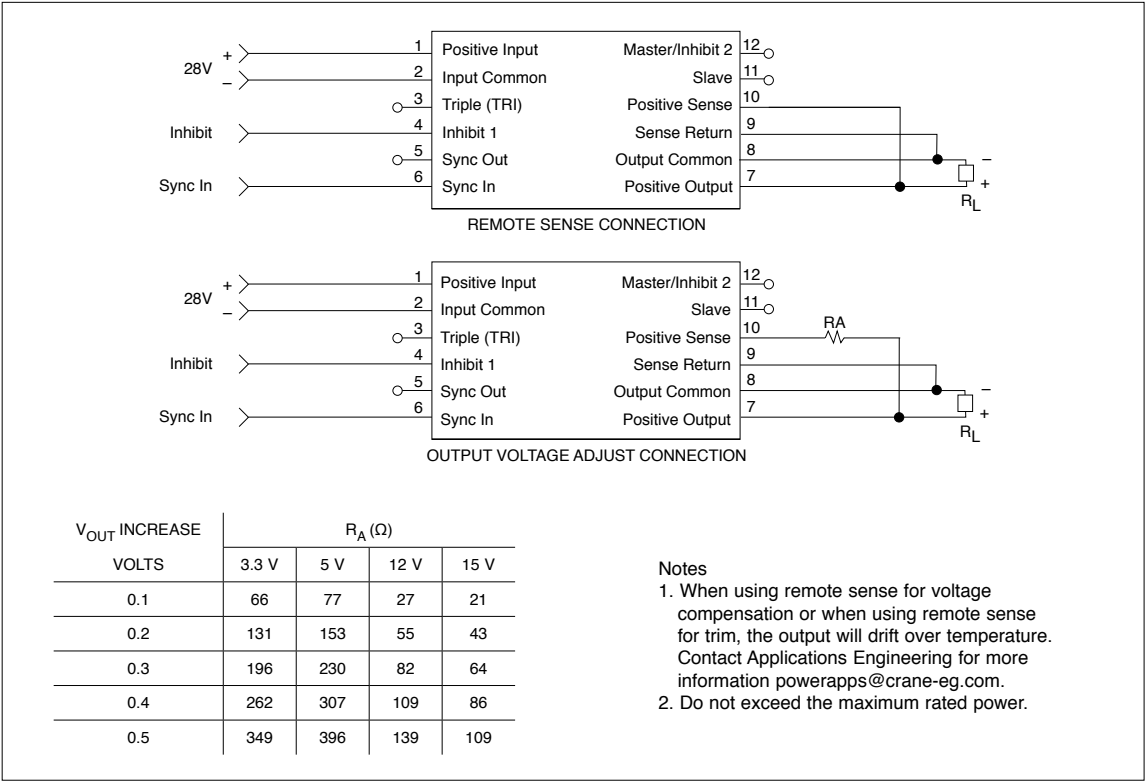 28V
+
–
Inhibit
Sync In
1 Positive Input
2 Input Common
3 Triple (TRI)
4 Inhibit 1
5 Sync Out
6 Sync In
Master/Inhibit 2 12
Slave 11
Positive Sense 10
Sense Return 9
Output Common 8
Positive Output 7
–
+
RL
REMOTE SENSE CONNECTION
28V
+
–
Inhibit
Sync In
1 Positive Input
2 Input Common
3 Triple (TRI)
4 Inhibit 1
5 Sync Out
6 Sync In
Master/Inhibit 2 12
Slave 11
Positive Sense 10
Sense Return 9
Output Common 8
Positive Output 7
RA
–
+
RL
OUTPUT VOLTAGE ADJUST CONNECTION
VOUT INCREASE RA (Ω)
VOLTS 3.3 V 5 V 12 V 15 V
0.1 66 77 27 21
0.2 131 153 55 43
0.3 196 230 82 64
0.4 262 307 109 86
0.5 349 396 139 109
Notes
1. When using remote sense for voltage
compensation or when using remote sense
for trim, the output will drift over temperature.
Contact Applications Engineering for more
information powerapps@crane-eg.com.
2. Do not exceed the maximum rated power.